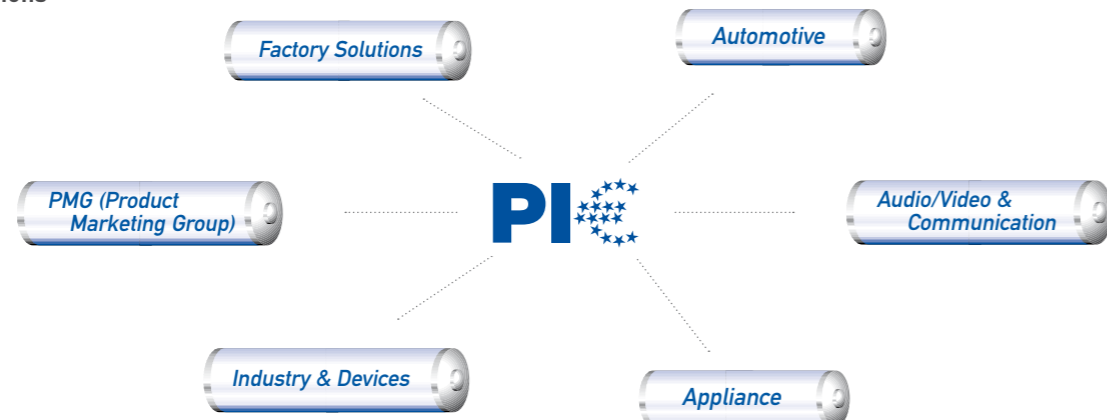 Factory Solutions
Automotive
PMG (Product
Marketing Group)
PI€
Audio/Video &
Communication
Industry & Devices
Appliance